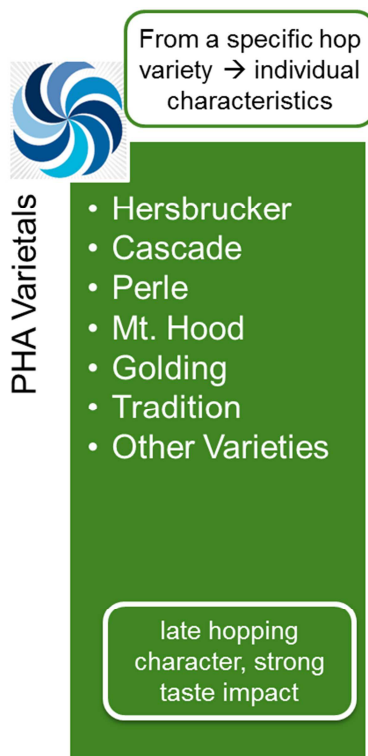 From a specific hop
variety → individual
characteristics
PHA Varietals
• Hersbrucker
• Cascade
• Perle
• Mt. Hood
• Golding
• Tradition
• Other Varieties
late hopping
character, strong
taste impact